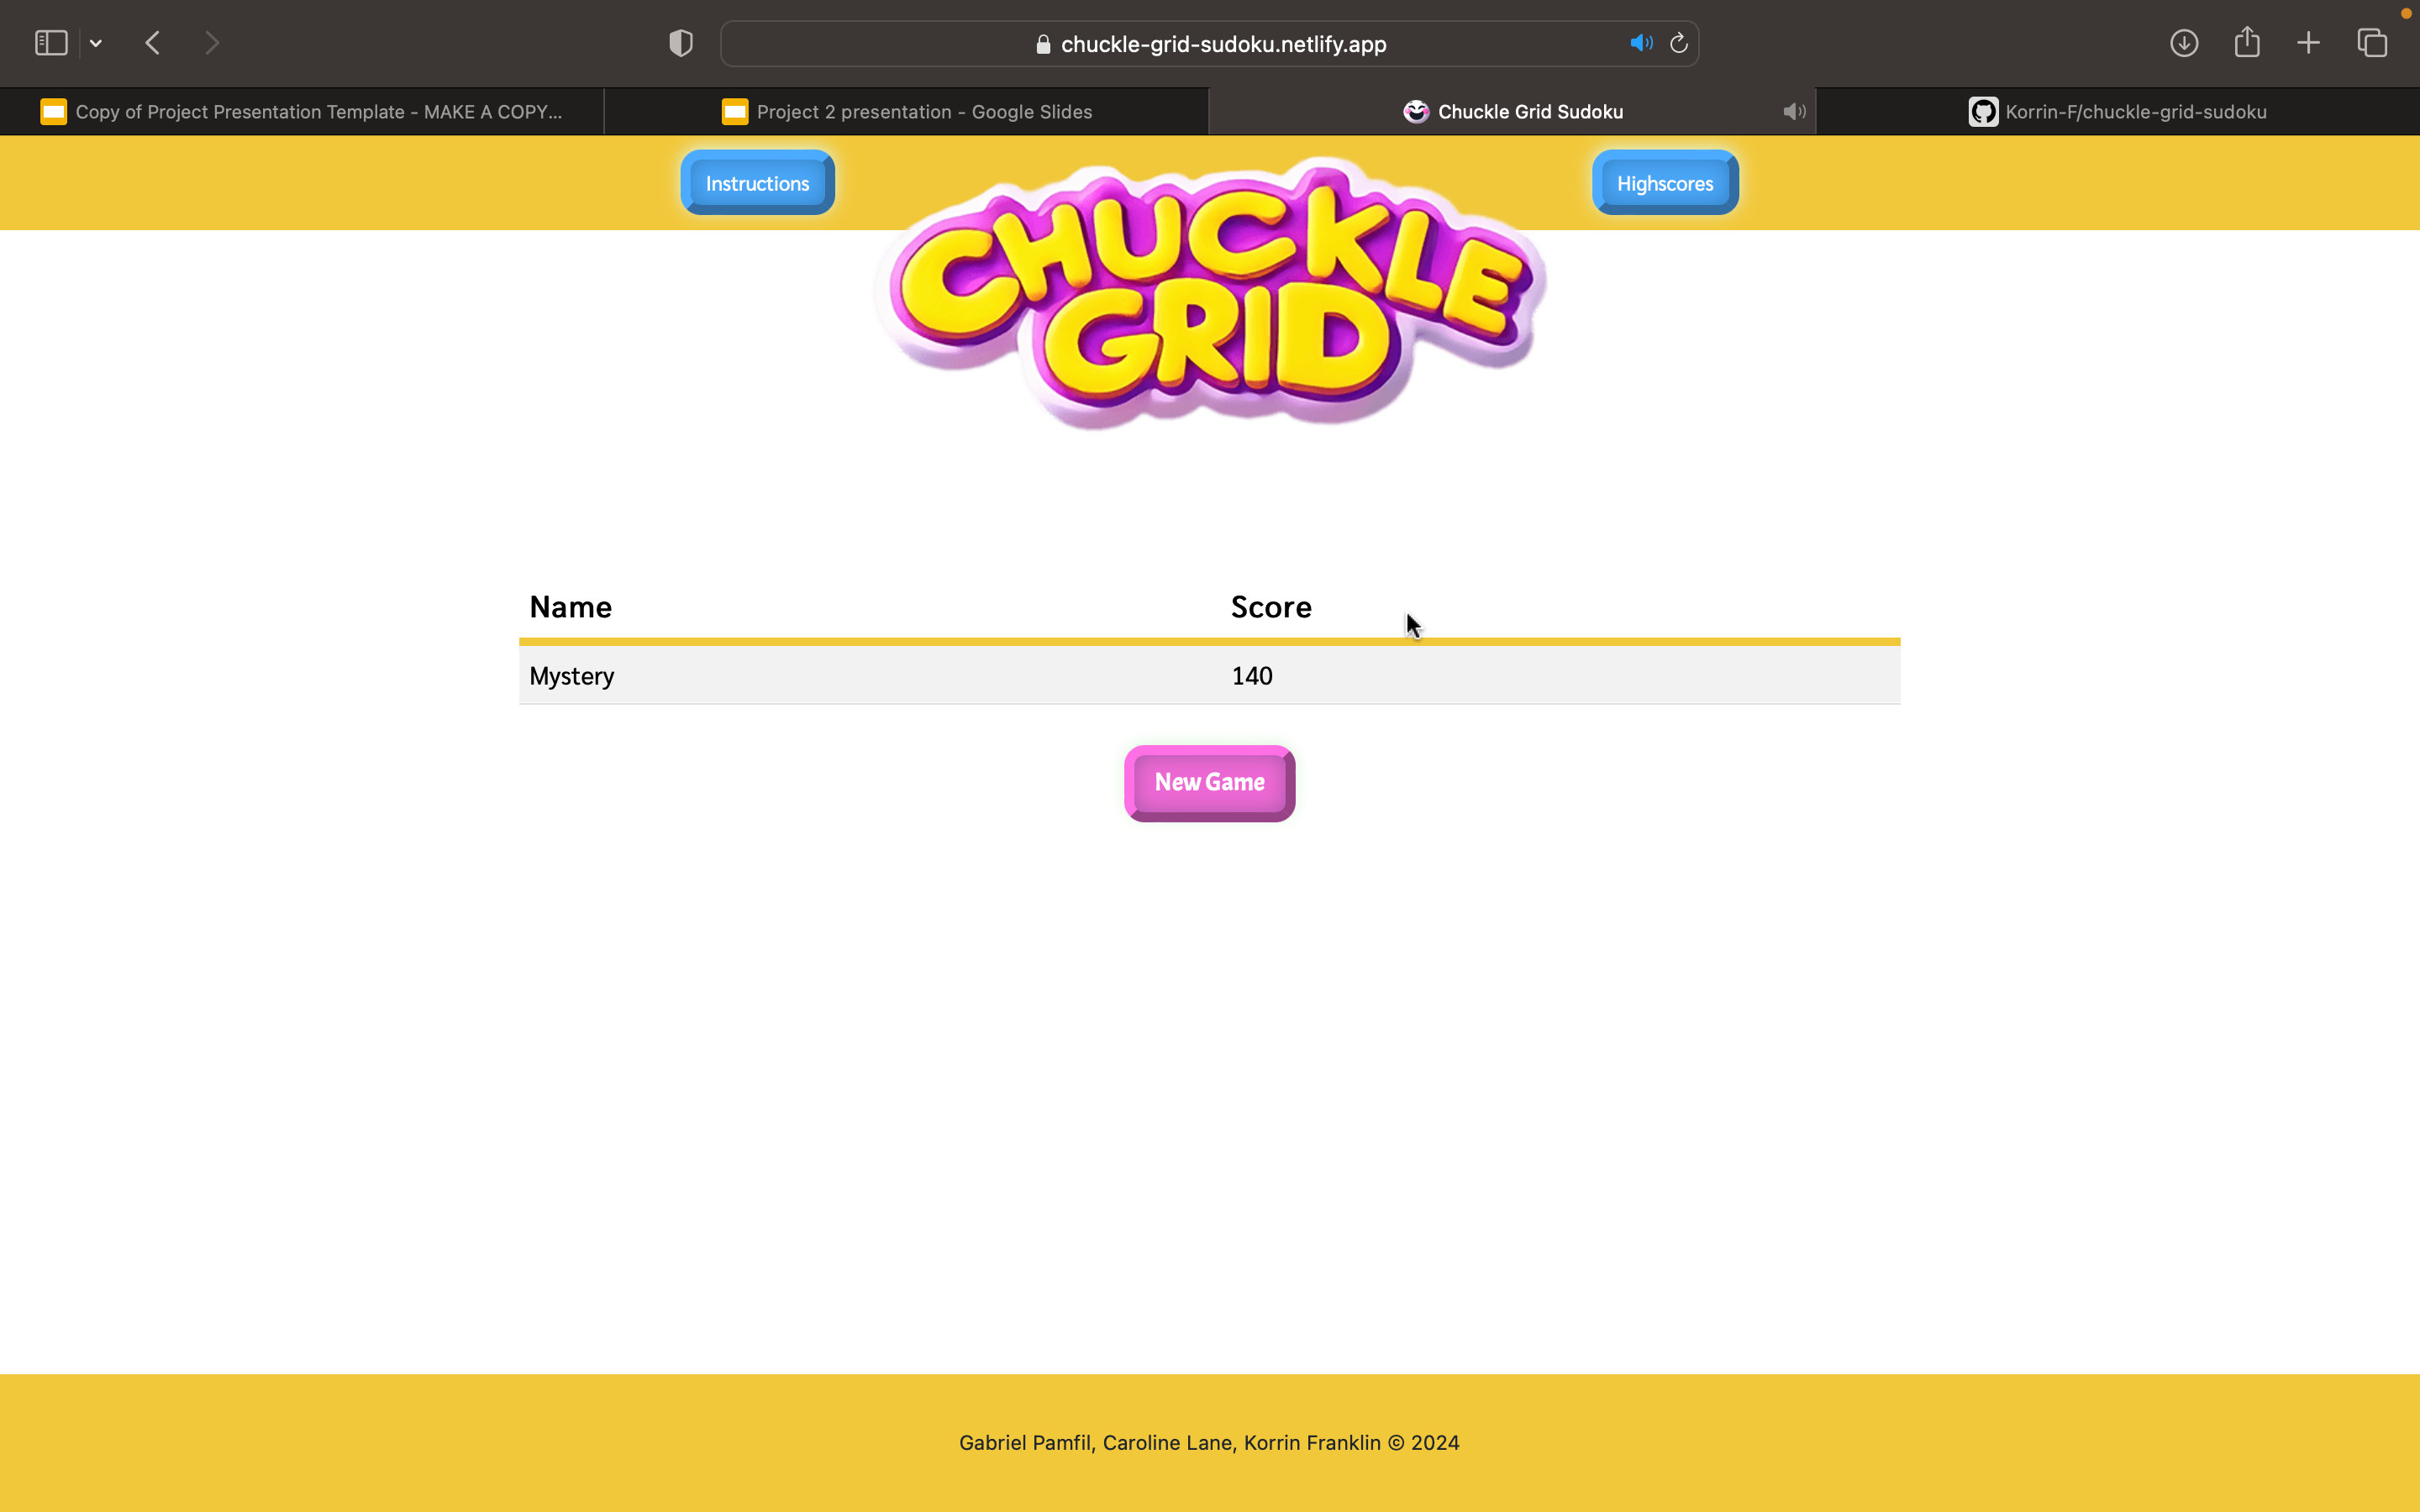 chuckle-grid-sudoku.netlify.app
Copy of Project Presentation Template - MAKE A COPY...
Project 2 presentation - Google Slides
Chuckle Grid Sudoku
Korrin-F/chuckle-grid-sudoku
Instructions
Highscores
CHUCKLE
GRID
Name Score
Mystery 140
New Game
Gabriel Pamfil, Caroline Lane, Korrin Franklin © 2024